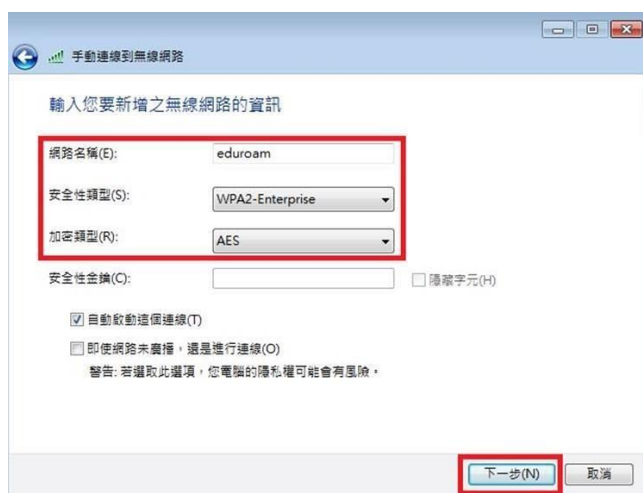 手動連線到無線網路
輸入您要新增之無線網路的資訊
網路名稱(E): eduroam
安全性類型(S): WPA2-Enterprise
加密類型(R): AES
安全性金鑰(C): 隱藏字元(H)
自動啟動這個連線(T)
即使網路未廣播，還是進行連線(O)
警告: 若選取此選項，您電腦的隱私權可能會有風險。
下一步(N) 取消